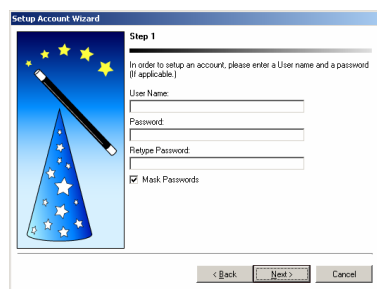 Setup Account Wizard
Step 1
In order to setup an account, please enter a User name and a password
(If applicable.)
User Name:
Password:
Retype Password:
Mask Passwords
< Back
Next >
Cancel